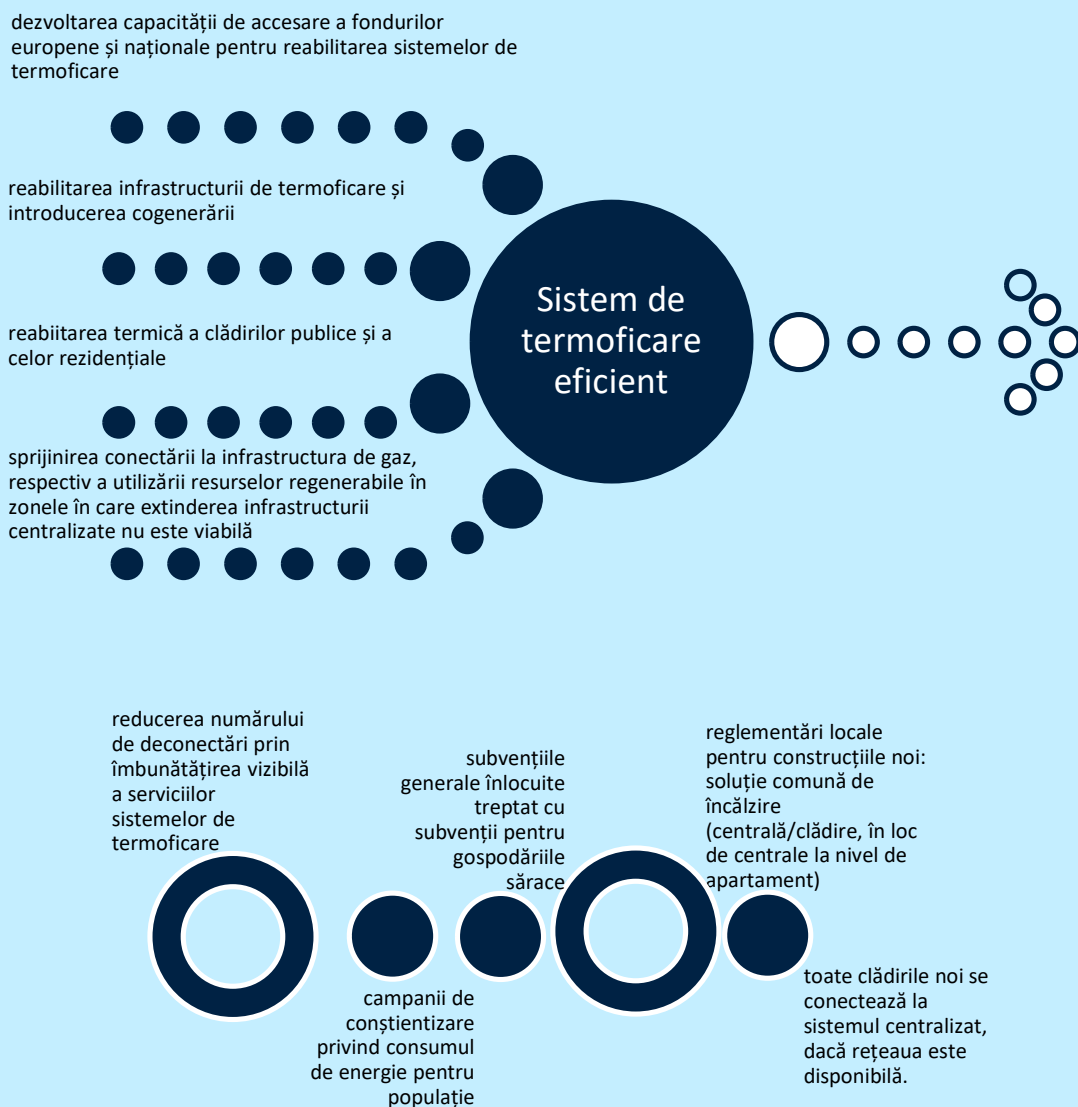 dezvoltarea capacității de accesare a fondurilor
europene și naționale pentru reabilitarea sistemelor de
termoficare
reabilitarea infrastructurii de termoficare și
introducerea cogenerării
reabiitarea termică a clădirilor publice și a
celor rezidențiale
sprijinirea conectării la infrastructura de gaz,
respectiv a utilizării resurselor regenerabile în
zonele în care extinderea infrastructurii
centralizate nu este viabilă
Sistem de
termoficare
eficient
reducerea numărului
de deconectări prin
îmbunătățirea vizibilă
a serviciilor
sistemelor de
termoficare
campanii de
conștientizare
privind consumul
de energie pentru
populație
subvențiile
generale înlocuite
treptat cu
subvenții pentru
gospodăriile
sărace
reglementări locale
pentru construcțiile noi:
soluție comună de
încălzire
(centrală/clădire, în loc
de centrale la nivel de
apartament)
toate clădirile noi se
conectează la
sistemul centralizat,
dacă rețeaua este
disponibilă.